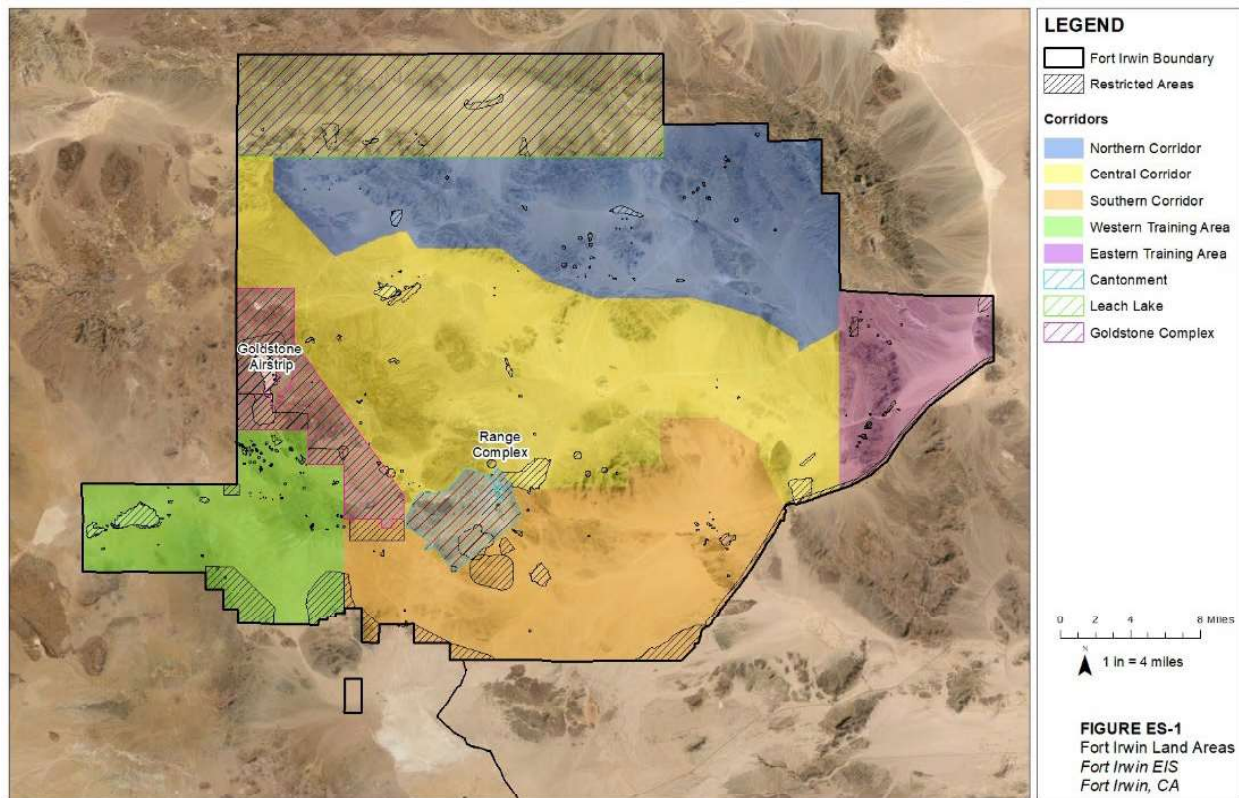 Goldstone
Airstrip
Range
Complex
LEGEND
Fort Irwin Boundary
Restricted Areas
Corridors
Northern Corridor
Central Corridor
Southern Corridor
Western Training Area
Eastern Training Area
Cantonment
Leach Lake
Goldstone Complex
0 2 4 8 Miles
N
1 in = 4 miles
FIGURE ES-1
Fort Irwin Land Areas
Fort Irwin EIS
Fort Irwin, CA